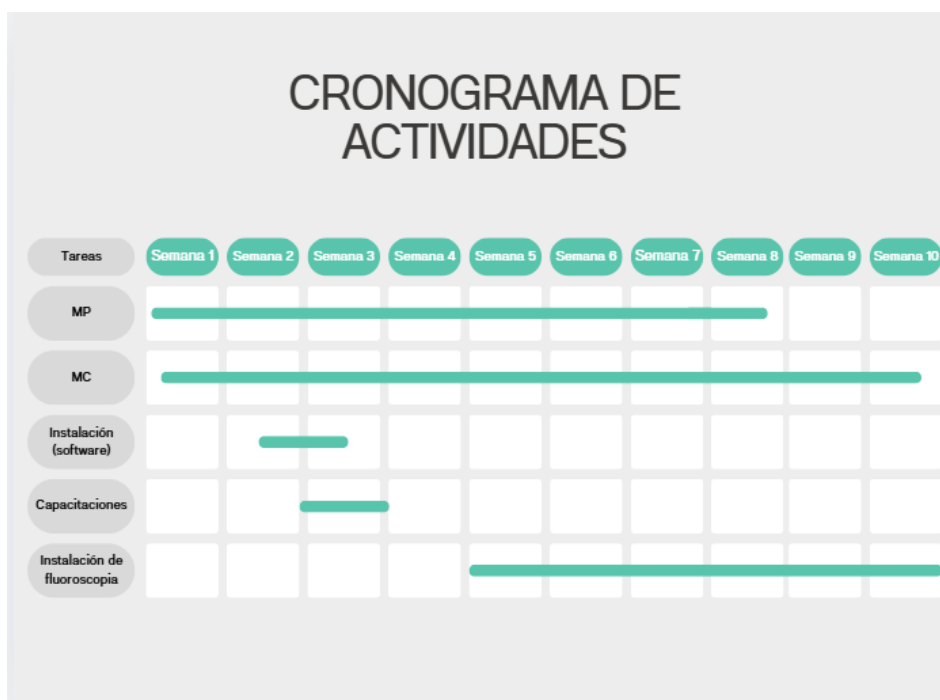 CRONOGRAMA DE
ACTIVIDADES
Tareas Semana 1 Semana 2 Semana 3 Semana 4 Semana 5 Semana 6 Semana 7 Semana 8 Semana 9 Semana 10
MP
MC
Instalación
(software)
Capacitaciones
Instalación de
fluoroscopia